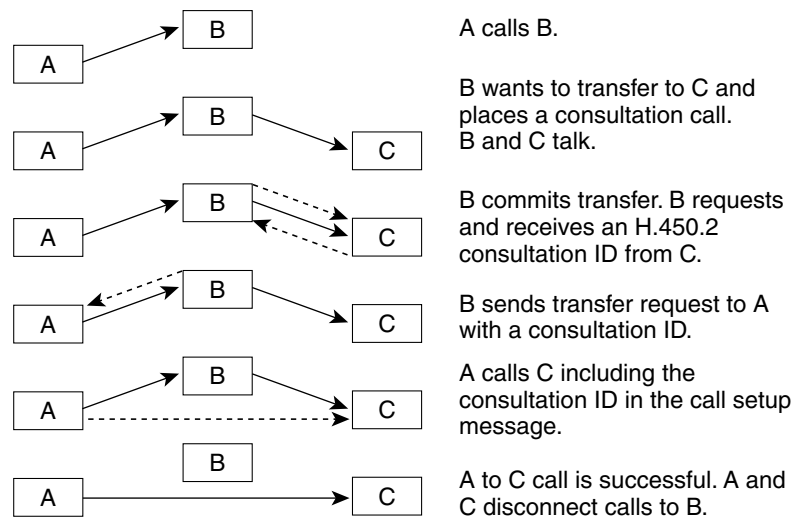 B
A
A calls B.
B
A
C
B wants to transfer to C and
places a consultation call.
B and C talk.
B
A
C
B commits transfer. B requests
and receives an H.450.2
consultation ID from C.
B
A
C
B sends transfer request to A
with a consultation ID.
B
A
C
A calls C including the
consultation ID in the call setup
message.
B
A
C
A to C call is successful. A and
C disconnect calls to B.